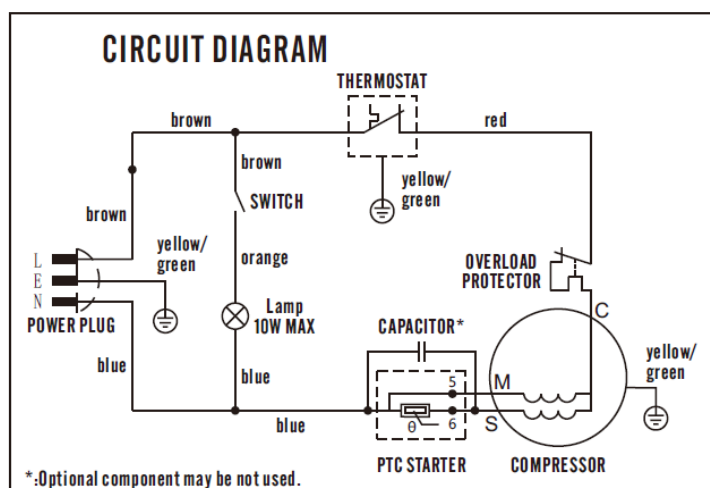 CIRCUIT DIAGRAM
THERMOSTAT
brown
red
brown
yellow/
green
SWITCH
brown
yellow/
green
orange
L
E
N
OVERLOAD
PROTECTOR
POWER PLUG
Lamp
10W MAX
CAPACITOR*
C
yellow/
green
blue
blue
5
M
blue
θ
6
S
PTC STARTER
COMPRESSOR
*:Optional component may be not used.